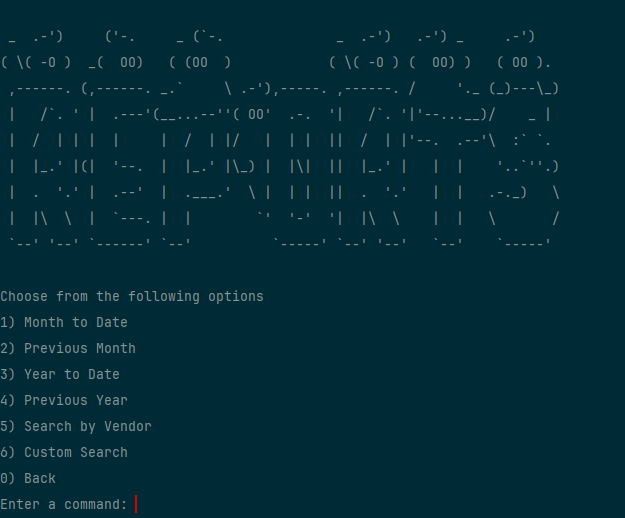 REPORTS
Choose from the following options
1) Month to Date
2) Previous Month
3) Year to Date
4) Previous Year
5) Search by Vendor
6) Custom Search
0) Back
Enter a command: